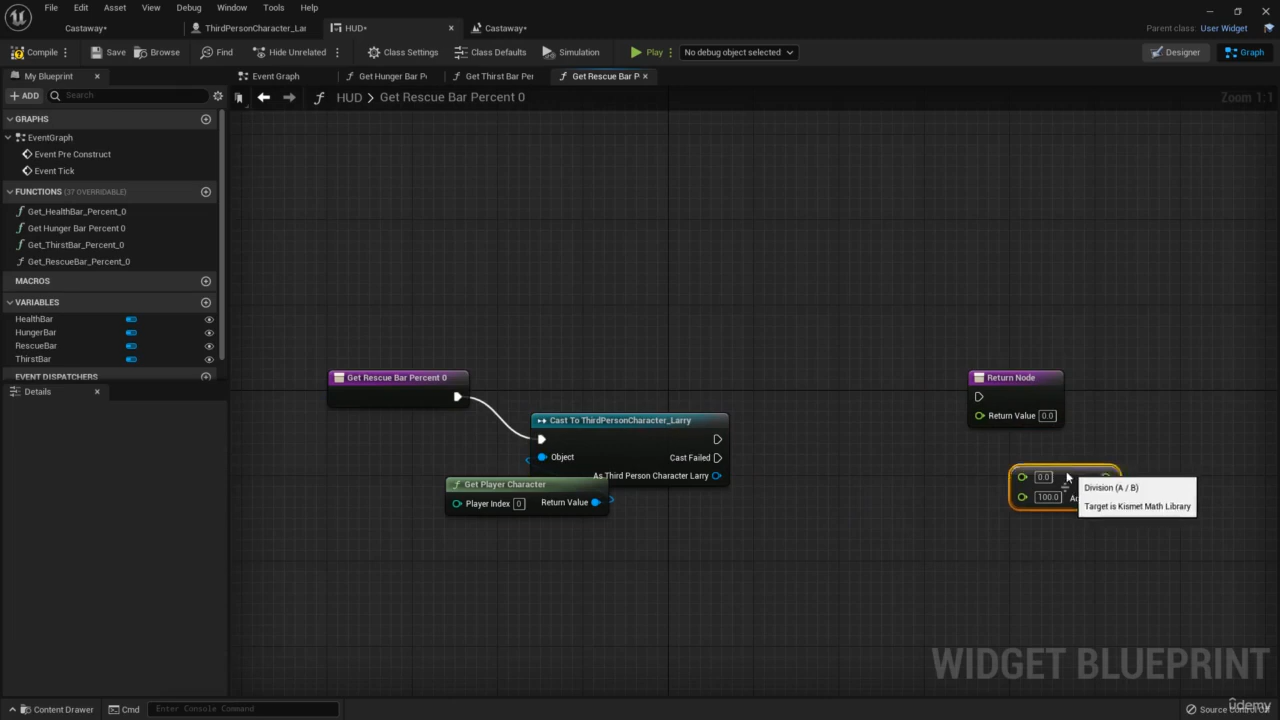 File Edit Asset View Debug Window Tools Help
Castaway• ThirdPersonCharacter_Lar HUD• Castaway• Parent class: User Widget
Compile Save Browse Find Hide Unrelated Class Settings Class Defaults Simulation Play No debug object selected Designer Graph
My Blueprint Event Graph Get Hunger Bar P Get Thirst Bar Per Get Rescue Bar P
ADD Search HUD > Get Rescue Bar Percent 0 Zoom 1:1
GRAPHS
EventGraph
Event Pre Construct
Event Tick
FUNCTIONS (37 OVERRIDABLE)
Get_HealthBar_Percent_0
Get Hunger Bar Percent 0
Get_ThirstBar_Percent_0
Get_RescueBar_Percent_0
MACROS
VARIABLES
HealthBar
HungerBar
RescueBar
ThirstBar
EVENT DISPATCHERS
Details
Get Rescue Bar Percent 0
Cast To ThirdPersonCharacter_Larry
Object
Cast Failed
As Third Person Character Larry
Get Player Character
Player Index 0 Return Value
Return Node
Return Value 0.0
0.0
100.0
Division (A / B)
Target is Kismet Math Library
WIDGET BLUEPRINT
Content Drawer Cmd Enter Console Command Source Control Off
ûdemy